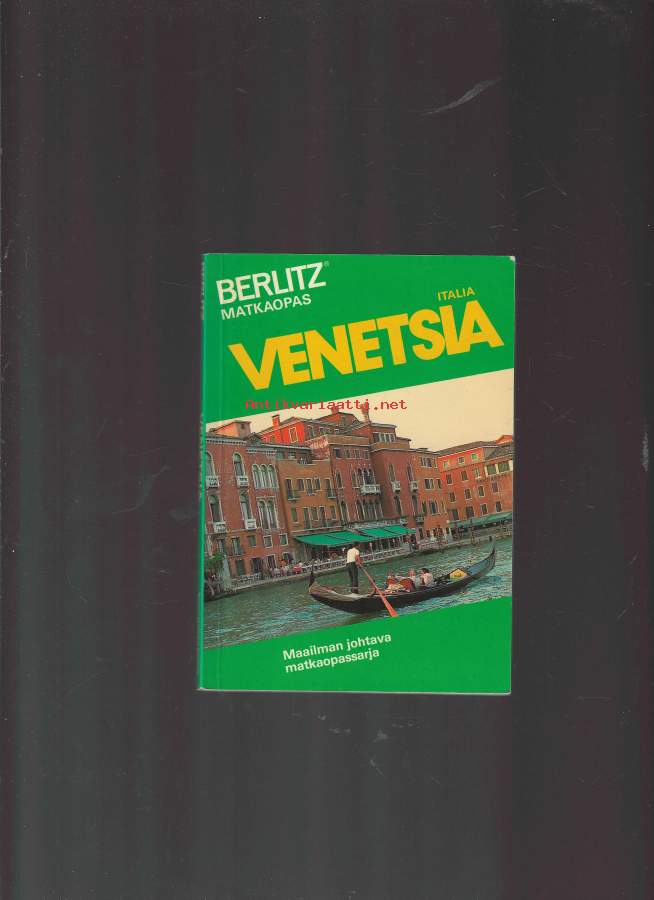 BERLITZ®
MATKAOPAS
ITALIA
VENETSIA
Antikvariaatti.net
Maailman johtava
matkaopassarja